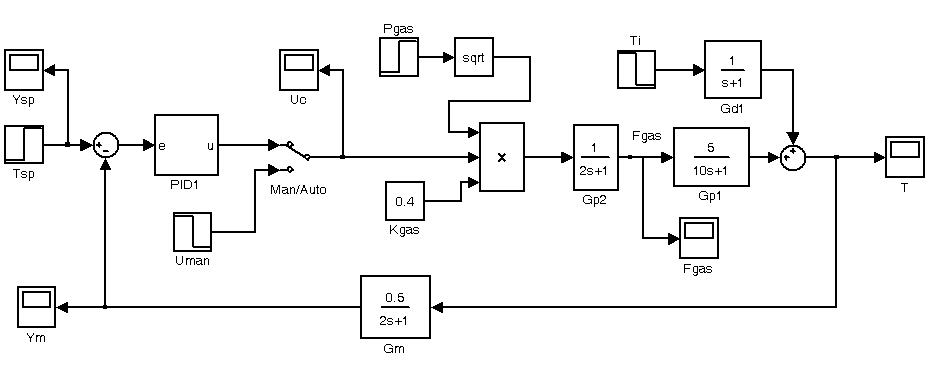 Pgas
Ti
sqrt
1
s+1
Gd1
Ysp
Uc
Tsp
e
u
PID1
Man/Auto
Uman
x
0.4
Kgas
1
2s+1
Gp2
Fgas
5
10s+1
Gp1
T
Fgas
Ym
0.5
2s+1
Gm